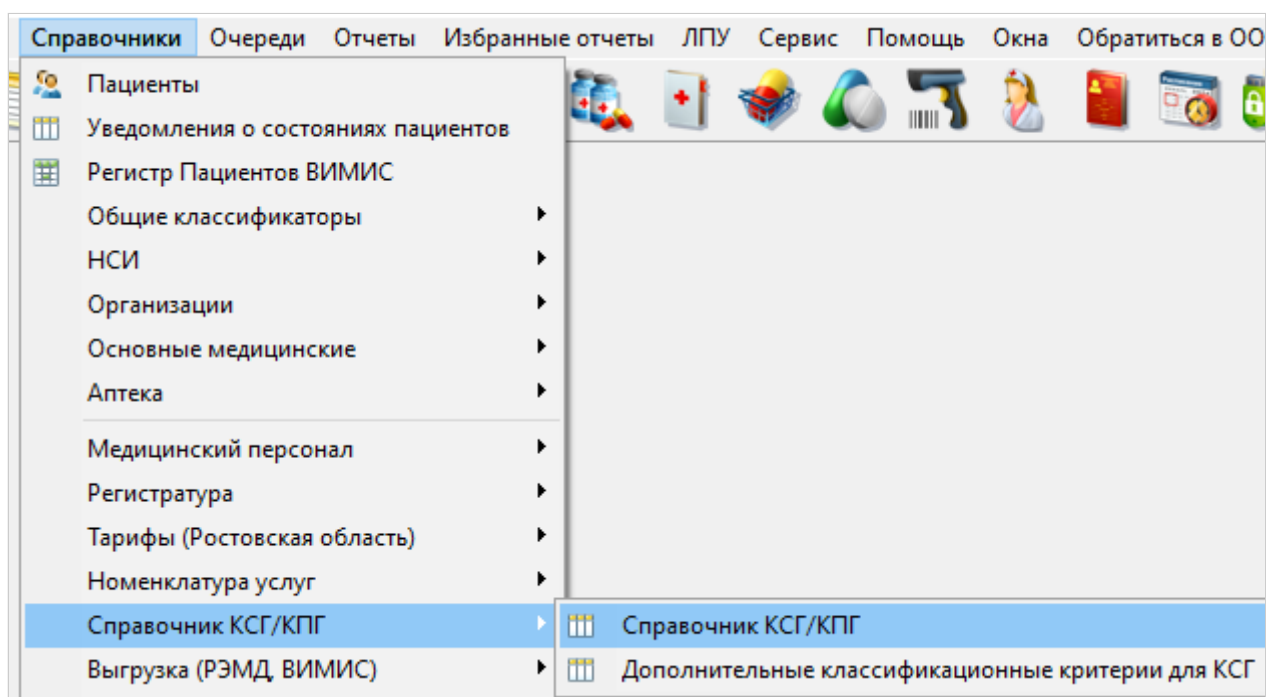 Справочники Очереди Отчеты Избранные отчеты ЛПУ Сервис Помощь Окна Обратиться в ОО
Пациенты
Уведомления о состояниях пациентов
Регистр Пациентов ВИМИС
Общие классификаторы
НСИ
Организации
Основные медицинские
Аптека
Медицинский персонал
Регистратура
Тарифы (Ростовская область)
Номенклатура услуг
Справочник КСГ/КПГ Справочник КСГ/КПГ
Выгрузка (РЭМД, ВИМИС) Дополнительные классификационные критерии для КСГ